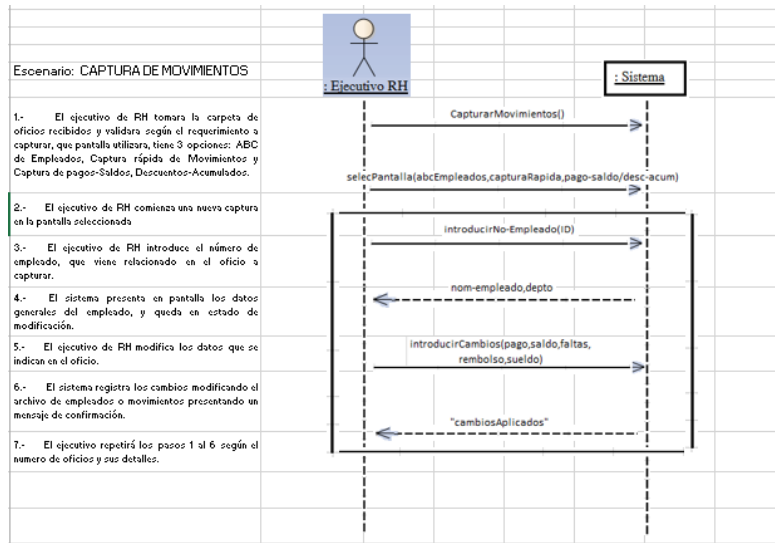 Escenario: CAPTURA DE MOVIMIENTOS
1.- El ejecutivo de RH tomara la carpeta de
oficios recibidos y validara según el requerimiento a
capturar, que pantalla utilizara, tiene 3 opciones: ABC
de Empleados, Captura rápida de Movimientos y
Captura de pagos-Saldos, Descuentos-Acumulados.
2.- El ejecutivo de RH comienza una nueva captura
en la pantalla seleccionada
3.- El ejecutivo de RH introduce el número de
empleado, que viene relacionado en el oficio a
capturar.
4.- El sistema presenta en pantalla los datos
generales del empleado, y queda en estado de
modificación.
5.- El ejecutivo de RH modifica los datos que se
indican en el oficio.
6.- El sistema registra los cambios modificando el
archivo de empleados o movimientos presentando un
mensaje de confirmación.
7.- El ejecutivo repetirá los pasos 1 al 6 según el
numero de oficios y sus detalles.
: Ejecutivo RH
: Sistema
CapturarMovimientos()
selecPantalla(abcEmpleados,capturaRapida,pago-saldo/desc-acum)
introducirNo-Empleado(ID)
nom-empleado,depto
introducirCambios(pago,saldo,faltas,
rembolso,sueldo)
"cambiosAplicados"